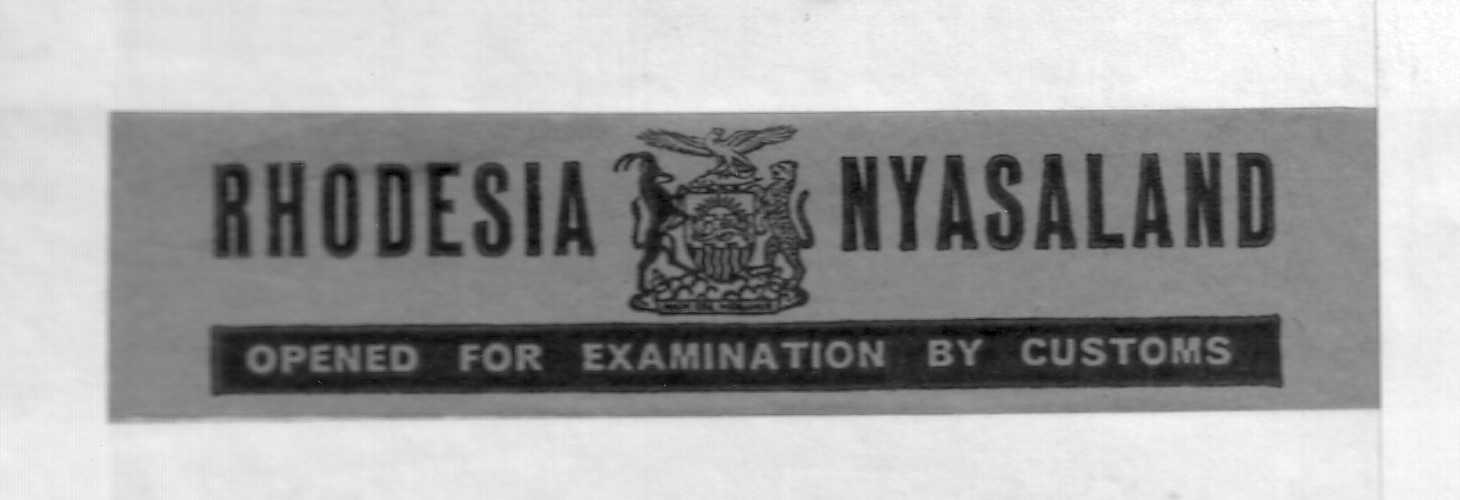 RHODESIA NYASALAND
OPENED FOR EXAMINATION BY CUSTOMS